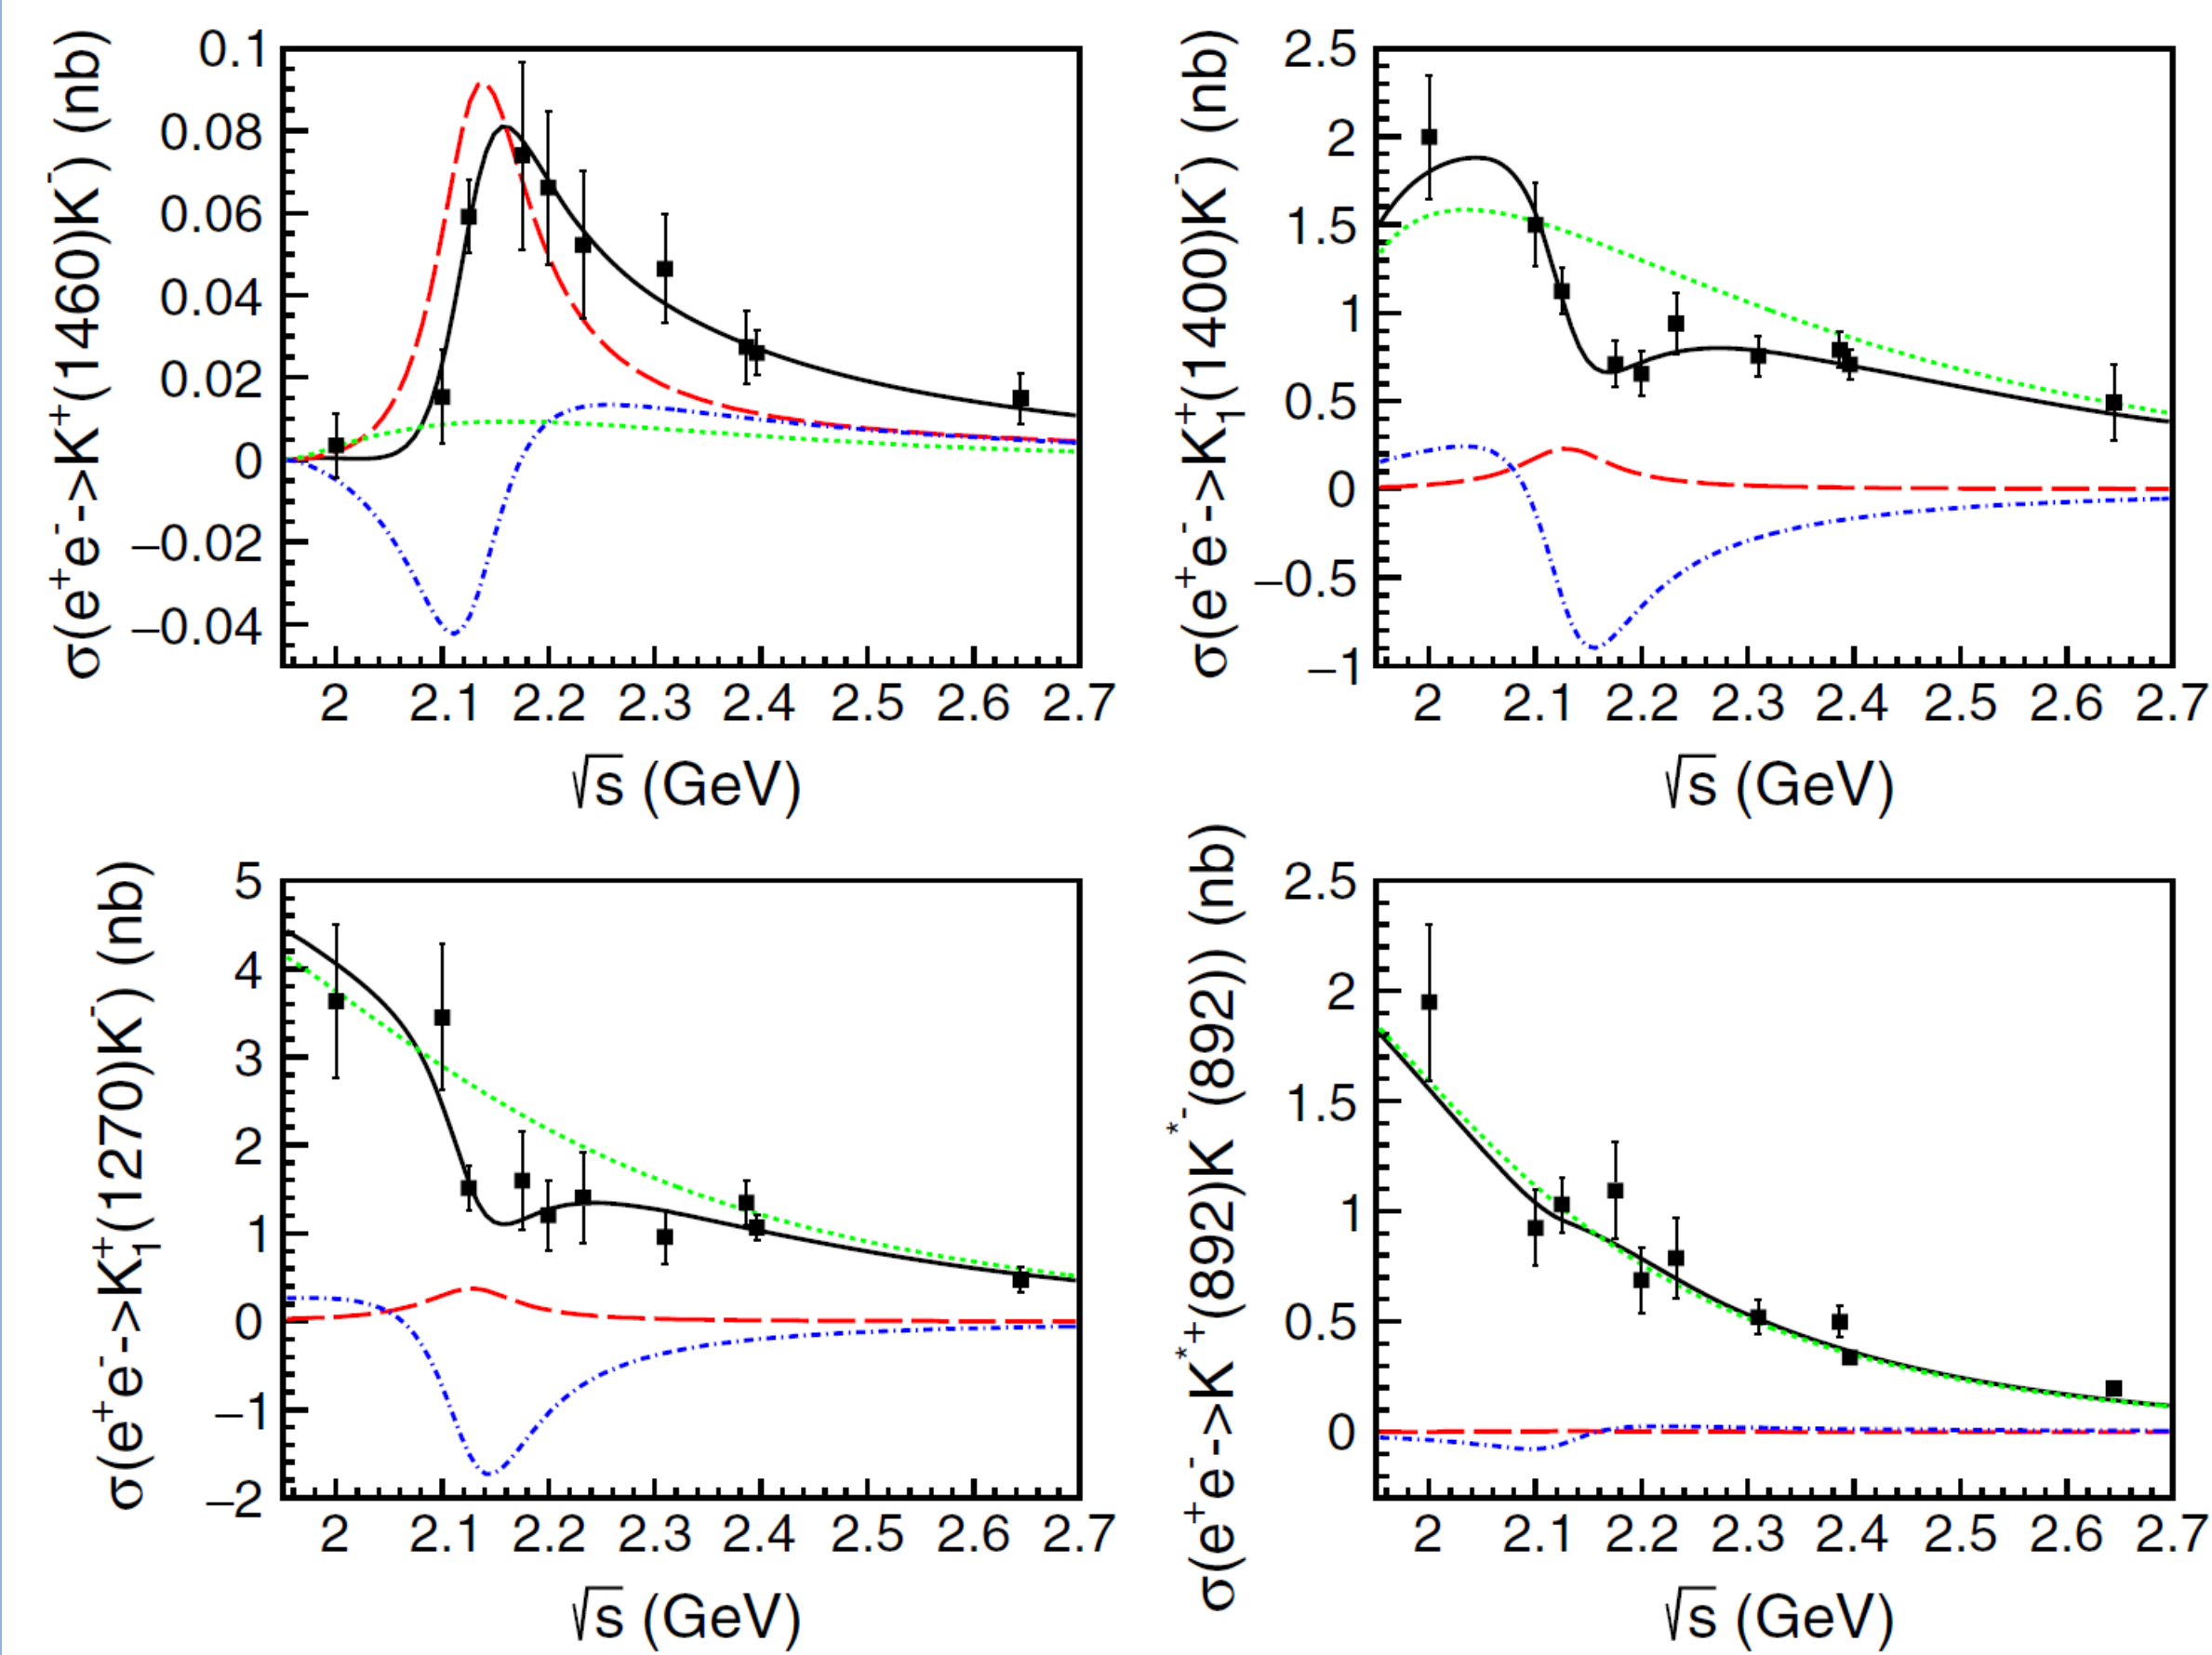 σ(e⁺e⁻->K⁺(1460)K⁻) (nb)
0.1
0.08
0.06
0.04
0.02
0
−0.02
−0.04
2 2.1 2.2 2.3 2.4 2.5 2.6 2.7
√s (GeV)
σ(e⁺e⁻->K₁⁺(1400)K⁻) (nb)
2.5
2
1.5
1
0.5
0
−0.5
−1
2 2.1 2.2 2.3 2.4 2.5 2.6 2.7
√s (GeV)
σ(e⁺e⁻->K₁⁺(1270)K⁻) (nb)
5
4
3
2
1
0
−1
−2
2 2.1 2.2 2.3 2.4 2.5 2.6 2.7
√s (GeV)
σ(e⁺e⁻->K*⁺(892)K*⁻(892)) (nb)
2.5
2
1.5
1
0.5
0
2 2.1 2.2 2.3 2.4 2.5 2.6 2.7
√s (GeV)